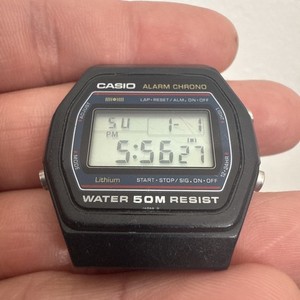 CASIO ALARM CHRONO
LAP•RESET/ALM. ON•OFF
SU 1-1
PM
5:56 27
Lithium START•STOP/SIG. ON•OFF
WATER 50M RESIST